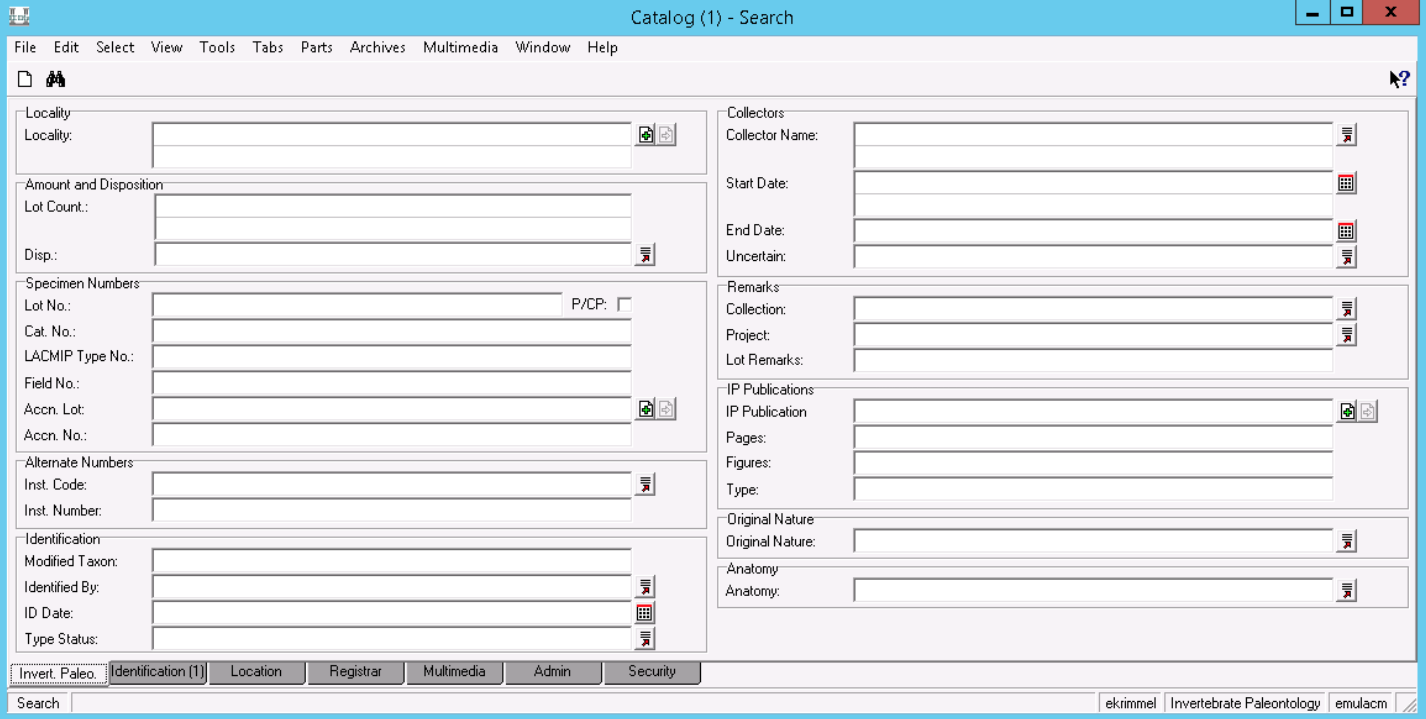 Catalog (1) - Search
File Edit Select View Tools Tabs Parts Archives Multimedia Window Help
Locality
Locality:
Amount and Disposition
Lot Count.:
Disp.:
Specimen Numbers
Lot No.: P/CP:
Cat. No.:
LACMIP Type No.:
Field No.:
Accn. Lot:
Accn. No.:
Alternate Numbers
Inst. Code:
Inst. Number:
Identification
Modified Taxon:
Identified By:
ID Date:
Type Status:
Collectors
Collector Name:
Start Date:
End Date:
Uncertain:
Remarks
Collection:
Project:
Lot Remarks:
IP Publications
IP Publication
Pages:
Figures:
Type:
Original Nature
Original Nature:
Anatomy
Anatomy:
Invert. Paleo. Identification (1) Location Registrar Multimedia Admin Security
Search ekrimmel Invertebrate Paleontology emulacm